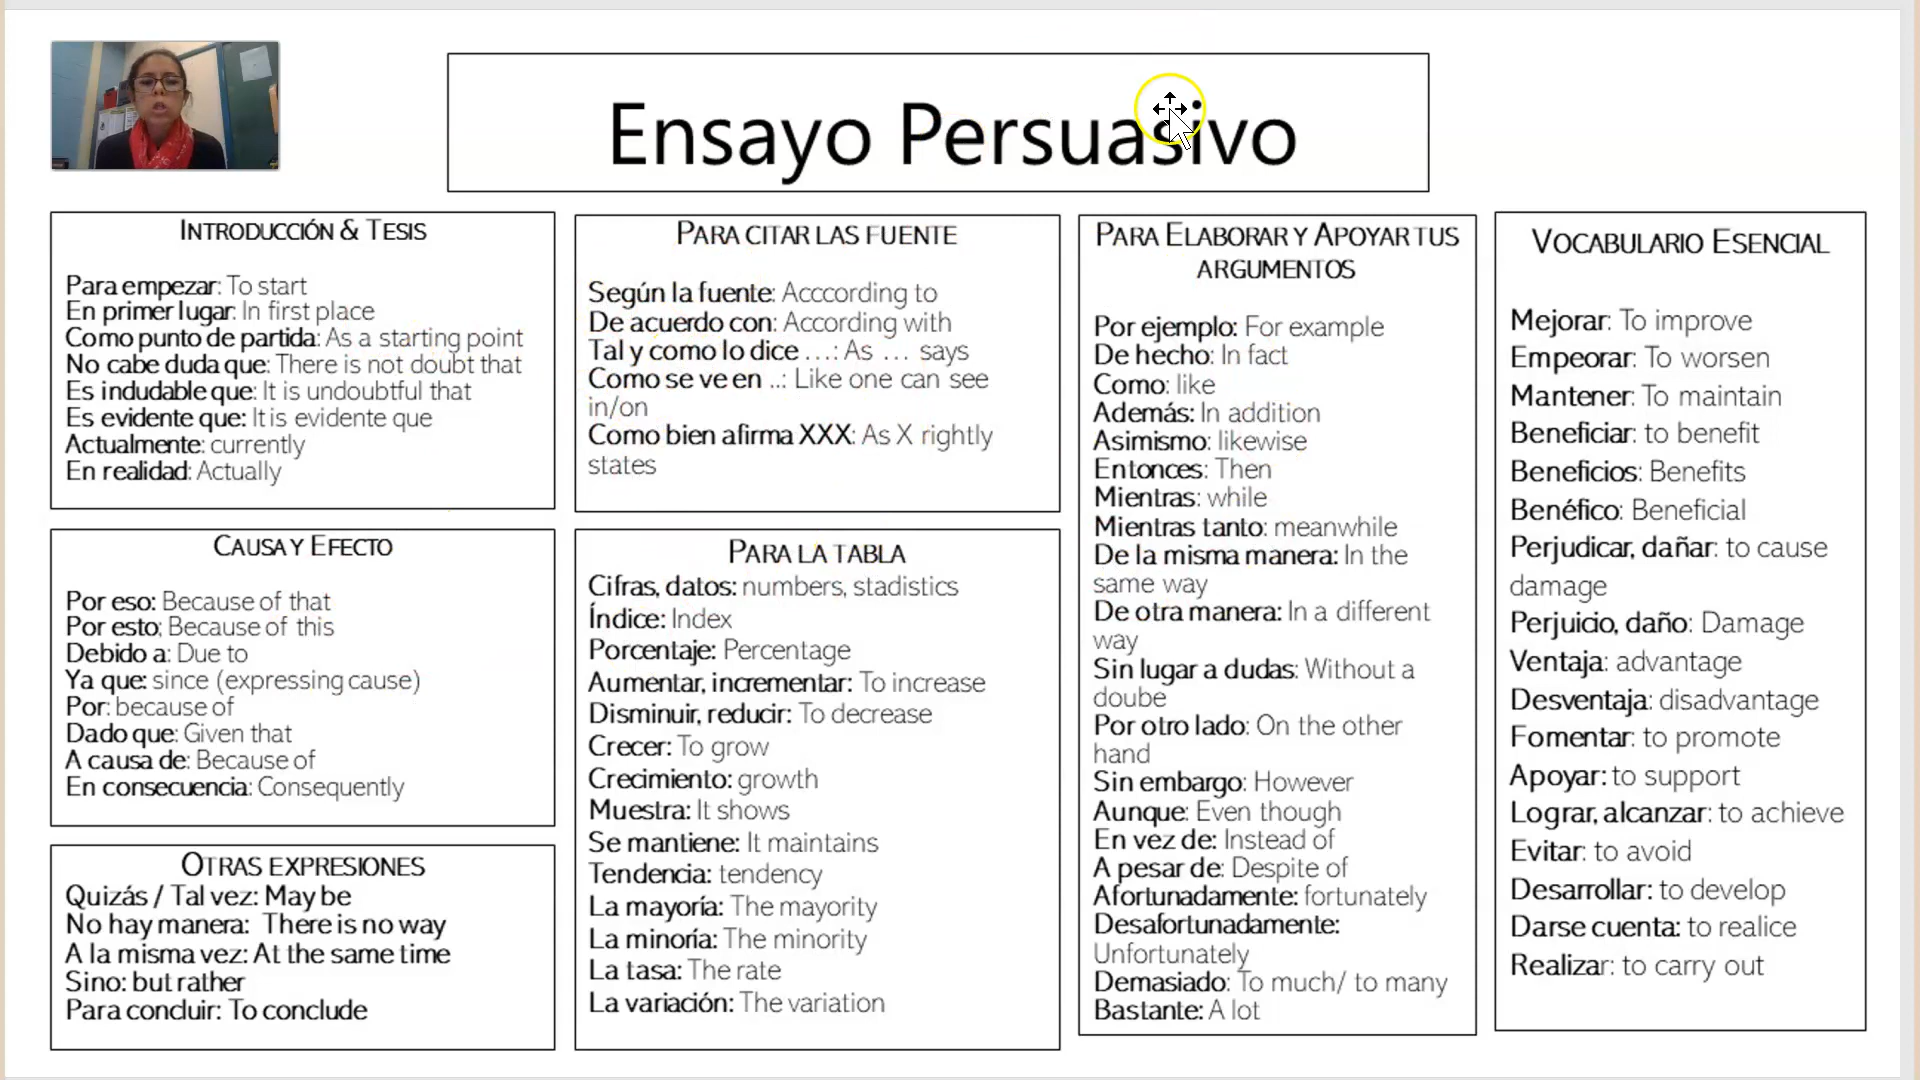 Ensayo Persuasivo
INTRODUCCIÓN & TESIS
Para empezar: To start
En primer lugar: In first place
Como punto de partida: As a starting point
No cabe duda que: There is not doubt that
Es indudable que: It is undoubtful that
Es evidente que: It is evidente que
Actualmente: currently
En realidad: Actually
CAUSA Y EFECTO
Por eso: Because of that
Por esto: Because of this
Debido a: Due to
Ya que: since (expressing cause)
Por: because of
Dado que: Given that
A causa de: Because of
En consecuencia: Consequently
OTRAS EXPRESIONES
Quizás / Tal vez: May be
No hay manera: There is no way
A la misma vez: At the same time
Sino: but rather
Para concluir: To conclude
PARA CITAR LAS FUENTE
Según la fuente: Acccording to
De acuerdo con: According with
Tal y como lo dice ...: As ... says
Como se ve en ..: Like one can see
in/on
Como bien afirma XXX: As X rightly
states
PARA LA TABLA
Cifras, datos: numbers, stadistics
Índice: Index
Porcentaje: Percentage
Aumentar, incrementar: To increase
Disminuir, reducir: To decrease
Crecer: To grow
Crecimiento: growth
Muestra: It shows
Se mantiene: It maintains
Tendencia: tendency
La mayoría: The mayority
La minoría: The minority
La tasa: The rate
La variación: The variation
PARA ELABORAR Y APOYAR TUS
ARGUMENTOS
Por ejemplo: For example
De hecho: In fact
Como: like
Además: In addition
Asimismo: likewise
Entonces: Then
Mientras: while
Mientras tanto: meanwhile
De la misma manera: In the
same way
De otra manera: In a different
way
Sin lugar a dudas: Without a
doube
Por otro lado: On the other
hand
Sin embargo: However
Aunque: Even though
En vez de: Instead of
A pesar de: Despite of
Afortunadamente: fortunately
Desafortunadamente:
Unfortunately
Demasiado: To much/ to many
Bastante: A lot
VOCABULARIO ESENCIAL
Mejorar: To improve
Empeorar: To worsen
Mantener: To maintain
Beneficiar: to benefit
Beneficios: Benefits
Benéfico: Beneficial
Perjudicar, dañar: to cause
damage
Perjuicio, daño: Damage
Ventaja: advantage
Desventaja: disadvantage
Fomentar: to promote
Apoyar: to support
Lograr, alcanzar: to achieve
Evitar: to avoid
Desarrollar: to develop
Darse cuenta: to realice
Realizar: to carry out